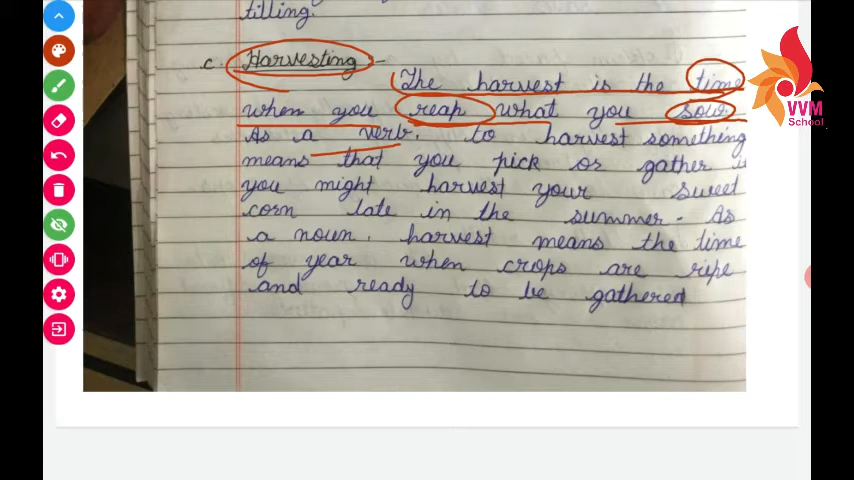 tilling.
c. Harvesting -
The harvest is the time
when you reap what you sow.
As a verb, to harvest something
means that you pick or gather it
you might harvest your sweet
corn late in the summer. As
a noun, harvest means the time
of year when crops are ripe
and ready to be gathered
VVM
School